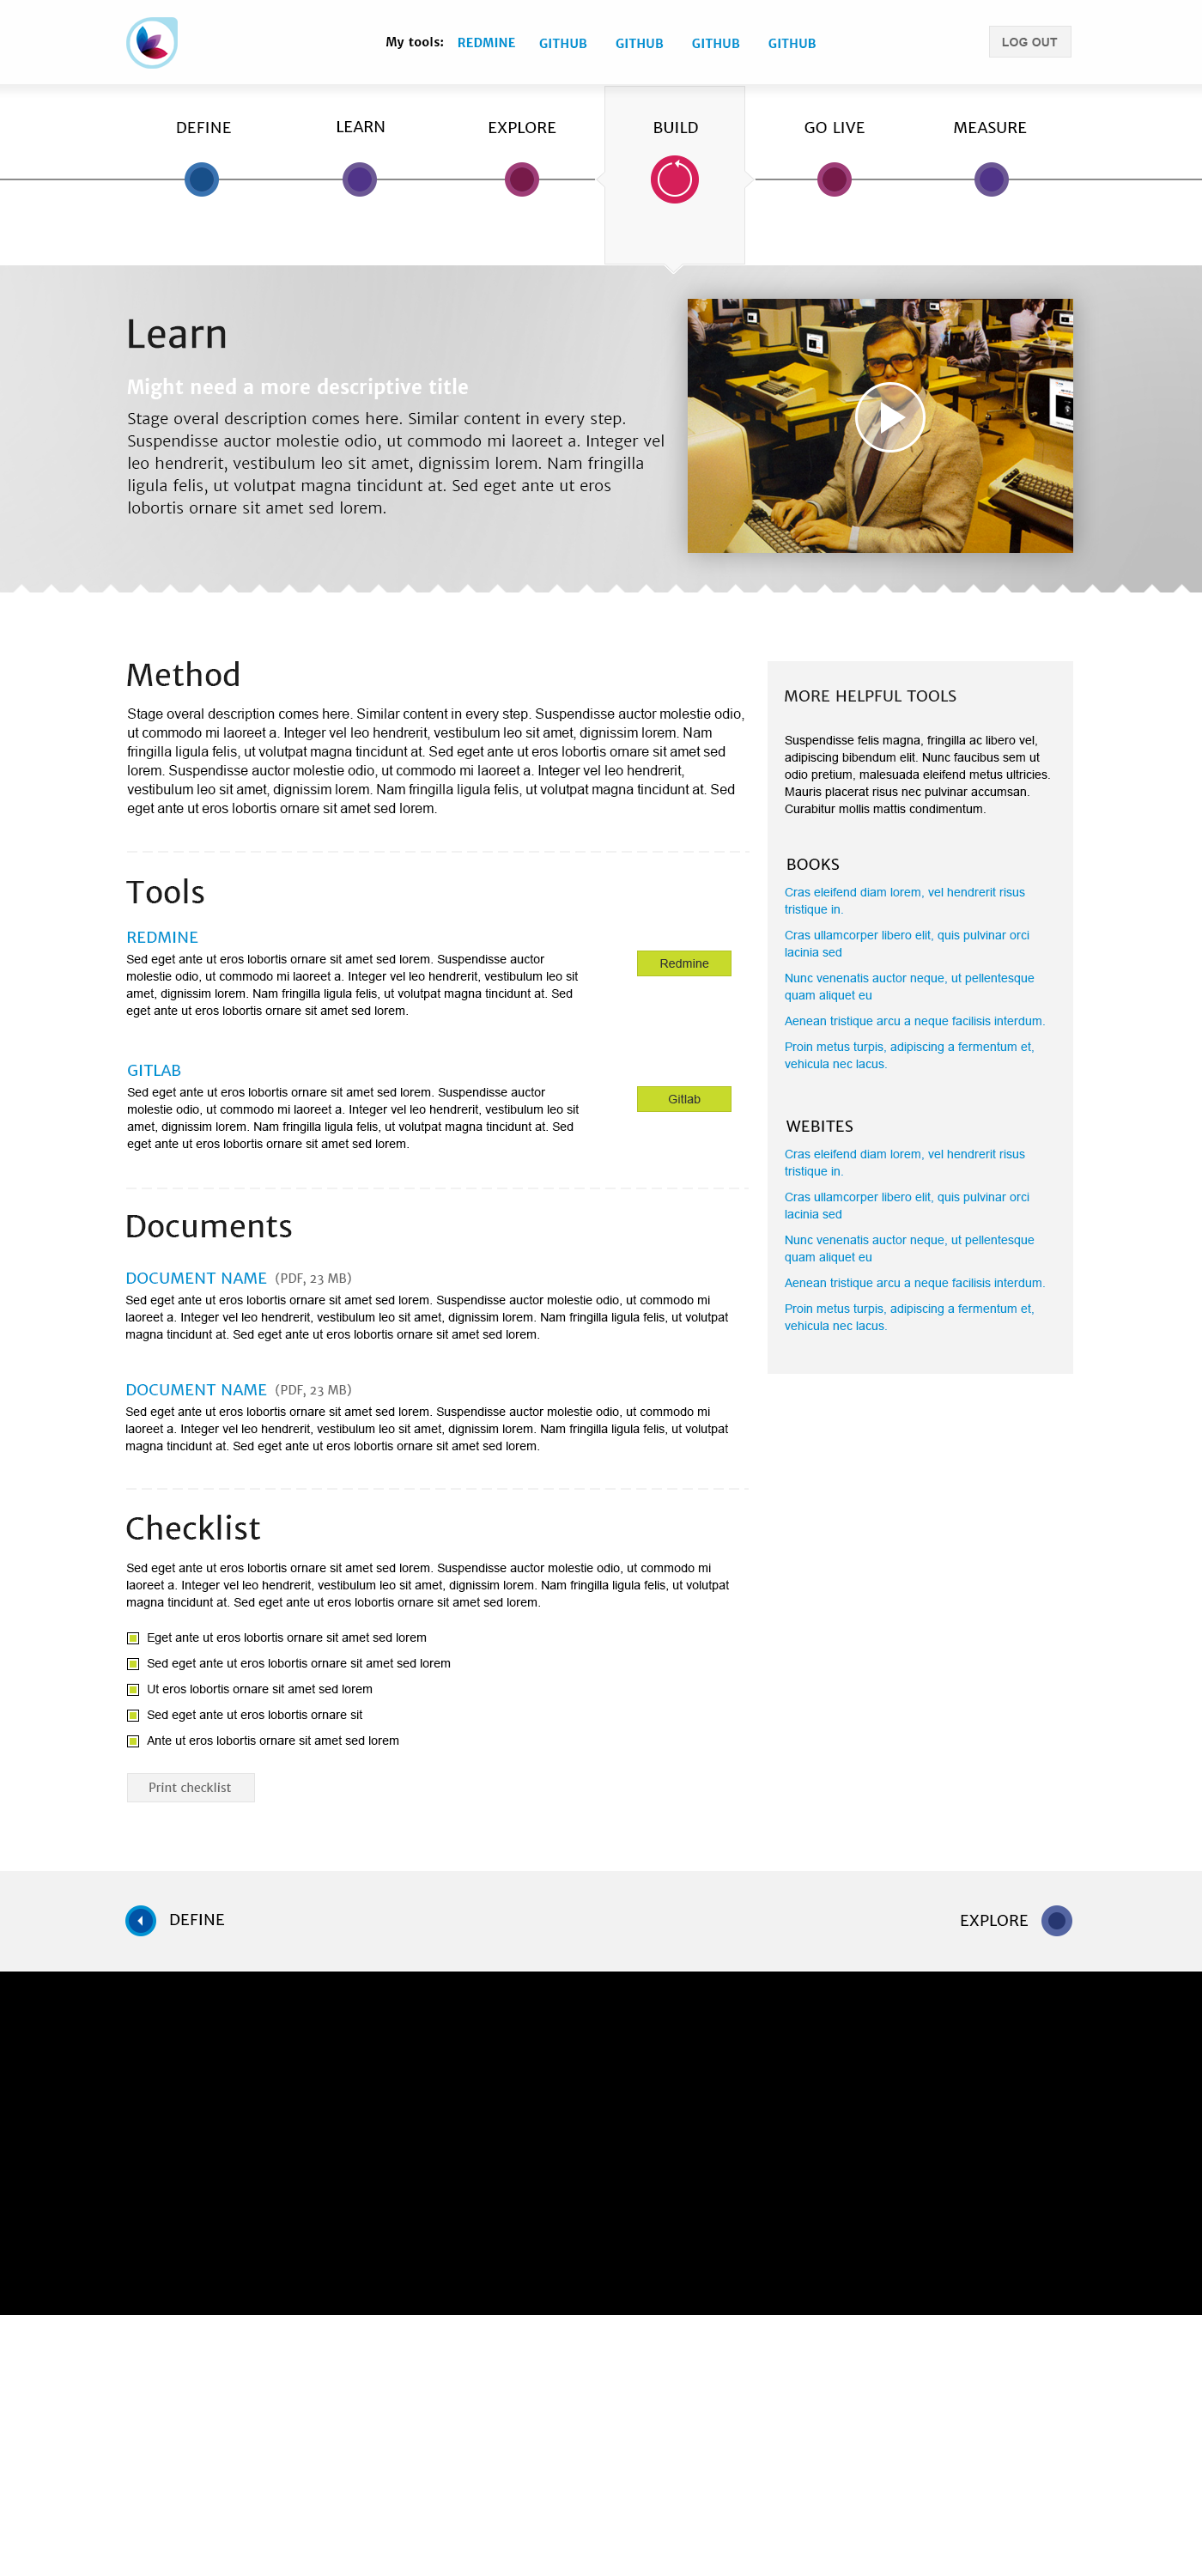 My tools: REDMINE GITHUB GITHUB GITHUB GITHUB
LOG OUT
DEFINE LEARN EXPLORE BUILD GO LIVE MEASURE
Learn
Might need a more descriptive title
Stage overal description comes here. Similar content in every step.
Suspendisse auctor molestie odio, ut commodo mi laoreet a. Integer vel
leo hendrerit, vestibulum leo sit amet, dignissim lorem. Nam fringilla
ligula felis, ut volutpat magna tincidunt at. Sed eget ante ut eros
lobortis ornare sit amet sed lorem.
Method
Stage overal description comes here. Similar content in every step. Suspendisse auctor molestie odio,
ut commodo mi laoreet a. Integer vel leo hendrerit, vestibulum leo sit amet, dignissim lorem. Nam
fringilla ligula felis, ut volutpat magna tincidunt at. Sed eget ante ut eros lobortis ornare sit amet sed
lorem. Suspendisse auctor molestie odio, ut commodo mi laoreet a. Integer vel leo hendrerit,
vestibulum leo sit amet, dignissim lorem. Nam fringilla ligula felis, ut volutpat magna tincidunt at. Sed
eget ante ut eros lobortis ornare sit amet sed lorem.
Tools
REDMINE
Sed eget ante ut eros lobortis ornare sit amet sed lorem. Suspendisse auctor
molestie odio, ut commodo mi laoreet a. Integer vel leo hendrerit, vestibulum leo sit
amet, dignissim lorem. Nam fringilla ligula felis, ut volutpat magna tincidunt at. Sed
eget ante ut eros lobortis ornare sit amet sed lorem.
Redmine
GITLAB
Sed eget ante ut eros lobortis ornare sit amet sed lorem. Suspendisse auctor
molestie odio, ut commodo mi laoreet a. Integer vel leo hendrerit, vestibulum leo sit
amet, dignissim lorem. Nam fringilla ligula felis, ut volutpat magna tincidunt at. Sed
eget ante ut eros lobortis ornare sit amet sed lorem.
Gitlab
Documents
DOCUMENT NAME (PDF, 23 MB)
Sed eget ante ut eros lobortis ornare sit amet sed lorem. Suspendisse auctor molestie odio, ut commodo mi
laoreet a. Integer vel leo hendrerit, vestibulum leo sit amet, dignissim lorem. Nam fringilla ligula felis, ut volutpat
magna tincidunt at. Sed eget ante ut eros lobortis ornare sit amet sed lorem.
DOCUMENT NAME (PDF, 23 MB)
Sed eget ante ut eros lobortis ornare sit amet sed lorem. Suspendisse auctor molestie odio, ut commodo mi
laoreet a. Integer vel leo hendrerit, vestibulum leo sit amet, dignissim lorem. Nam fringilla ligula felis, ut volutpat
magna tincidunt at. Sed eget ante ut eros lobortis ornare sit amet sed lorem.
Checklist
Sed eget ante ut eros lobortis ornare sit amet sed lorem. Suspendisse auctor molestie odio, ut commodo mi
laoreet a. Integer vel leo hendrerit, vestibulum leo sit amet, dignissim lorem. Nam fringilla ligula felis, ut volutpat
magna tincidunt at. Sed eget ante ut eros lobortis ornare sit amet sed lorem.
Eget ante ut eros lobortis ornare sit amet sed lorem
Sed eget ante ut eros lobortis ornare sit amet sed lorem
Ut eros lobortis ornare sit amet sed lorem
Sed eget ante ut eros lobortis ornare sit
Ante ut eros lobortis ornare sit amet sed lorem
Print checklist
MORE HELPFUL TOOLS
Suspendisse felis magna, fringilla ac libero vel,
adipiscing bibendum elit. Nunc faucibus sem ut
odio pretium, malesuada eleifend metus ultricies.
Mauris placerat risus nec pulvinar accumsan.
Curabitur mollis mattis condimentum.
BOOKS
Cras eleifend diam lorem, vel hendrerit risus
tristique in.
Cras ullamcorper libero elit, quis pulvinar orci
lacinia sed
Nunc venenatis auctor neque, ut pellentesque
quam aliquet eu
Aenean tristique arcu a neque facilisis interdum.
Proin metus turpis, adipiscing a fermentum et,
vehicula nec lacus.
WEBITES
Cras eleifend diam lorem, vel hendrerit risus
tristique in.
Cras ullamcorper libero elit, quis pulvinar orci
lacinia sed
Nunc venenatis auctor neque, ut pellentesque
quam aliquet eu
Aenean tristique arcu a neque facilisis interdum.
Proin metus turpis, adipiscing a fermentum et,
vehicula nec lacus.
DEFINE
EXPLORE